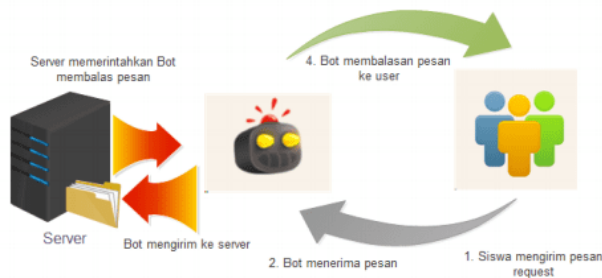 Server memerintahkan Bot
membalas pesan
4. Bot membalasan pesan
ke user
Server
Bot mengirim ke server
2. Bot menerima pesan
1. Siswa mengirim pesan
request